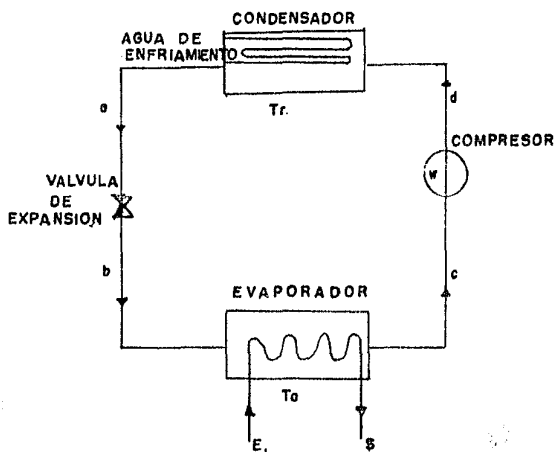 CONDENSADOR
AGUA DE
ENFRIAMIENTO
Tr.
a
d
COMPRESOR
W
VALVULA
DE
EXPANSION
b
c
EVAPORADOR
To
E.
S